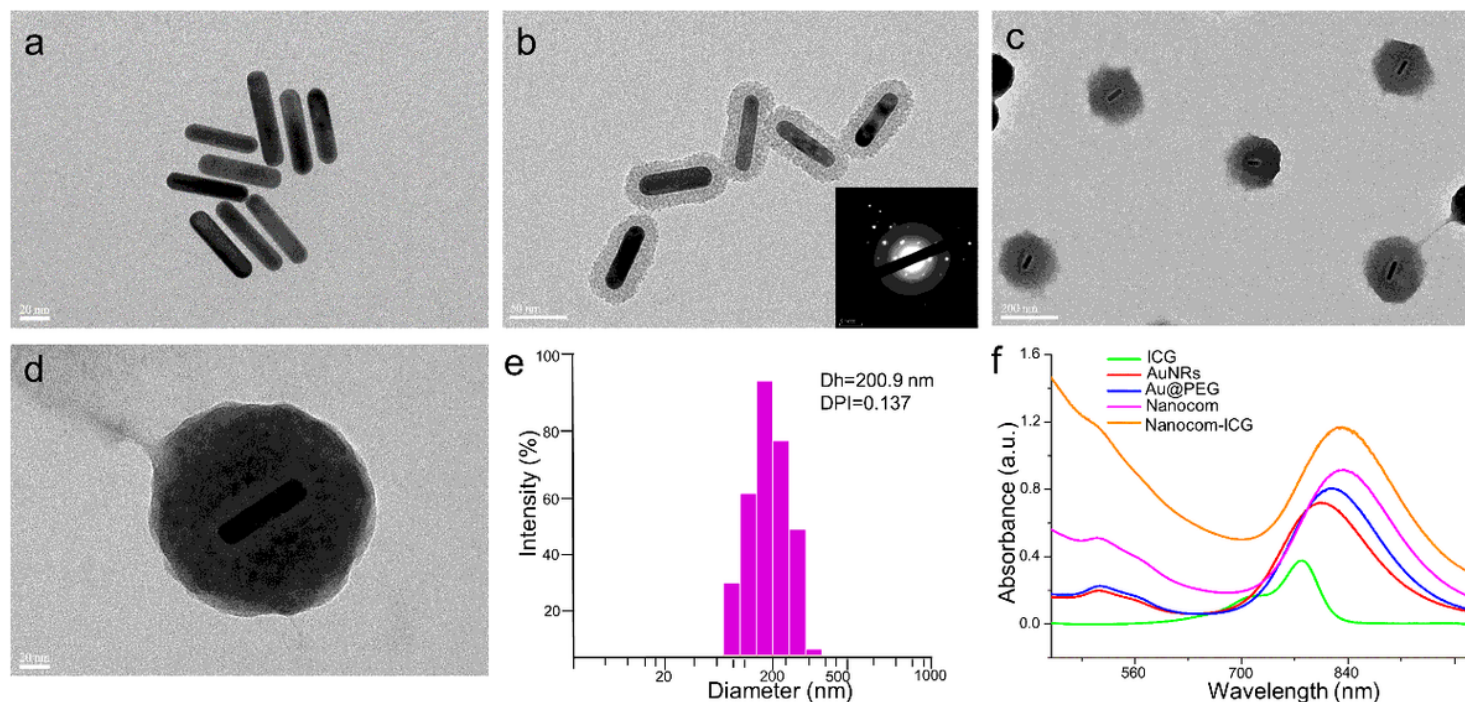 a
20 nm
b
50 nm
c
200 nm
d
20 nm
e
Dh=200.9 nm
DPI=0.137
Intensity (%)
100
80
60
40
20
20
200
500
1000
Diameter (nm)
f
ICG
AuNRs
Au@PEG
Nanocom
Nanocom-ICG
Absorbance (a.u.)
1.6
1.2
0.8
0.4
0.0
560
700
840
Wavelength (nm)